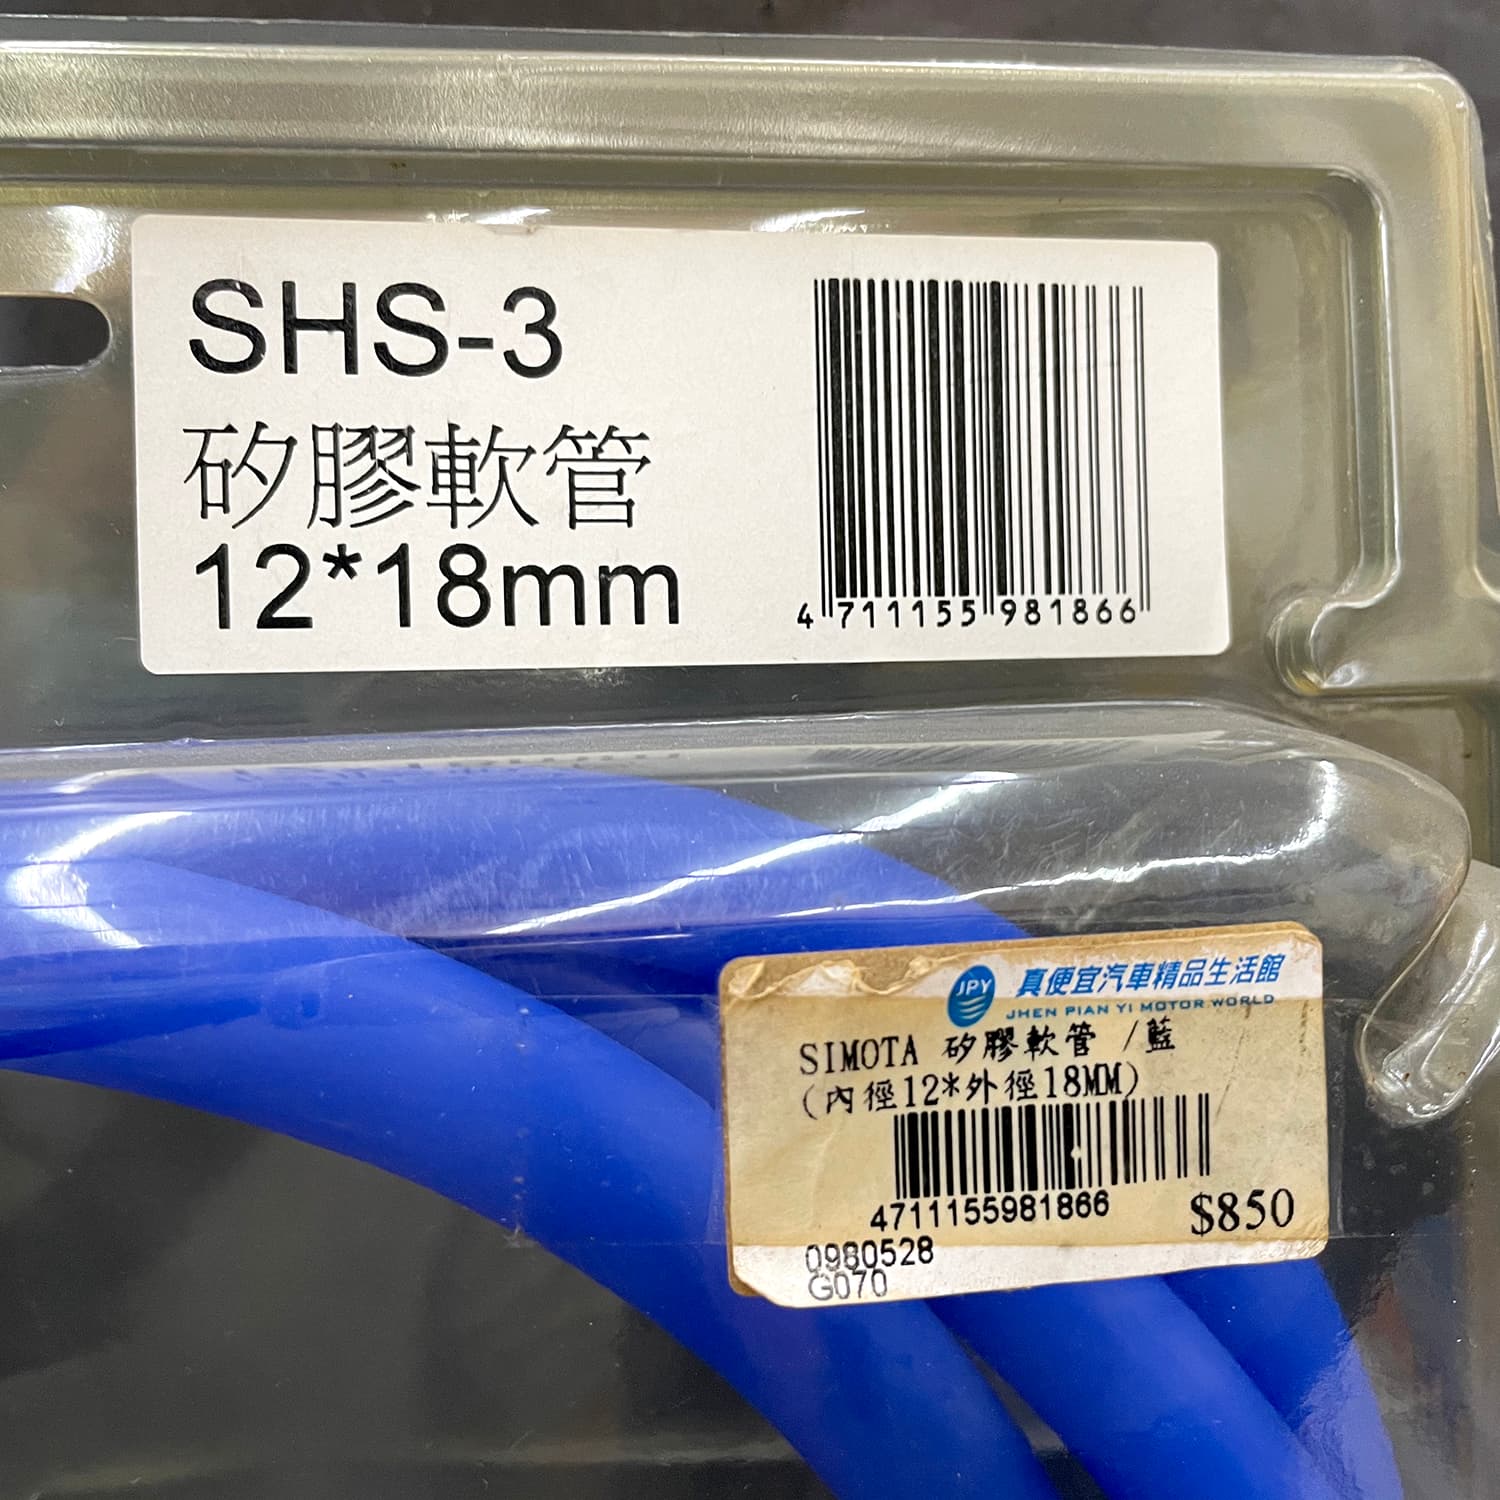 SHS-3
矽膠軟管
12*18mm
4 711155 981866
JPY 真便宜汽車精品生活館
JHEN PIAN YI MOTOR WORLD
SIMOTA 矽膠軟管 /藍
(內徑12*外徑18MM)
4711155981866 $850
0980528
G070